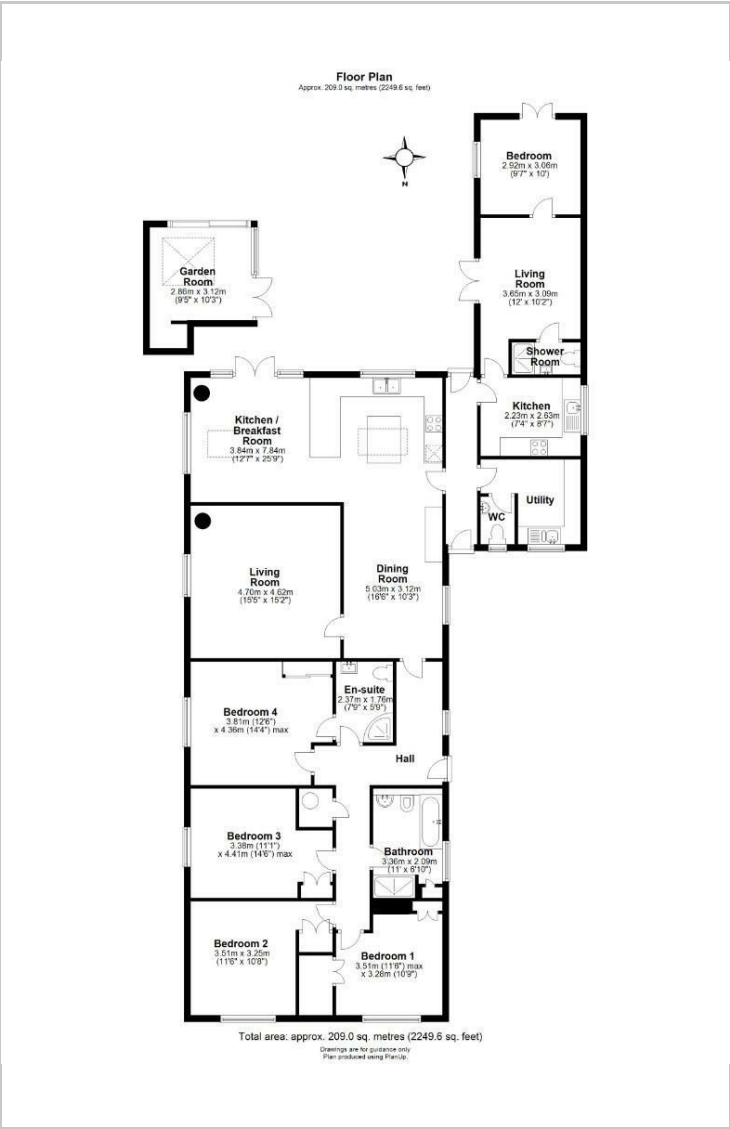 Floor Plan
Approx. 209.0 sq. metres (2249.6 sq. feet)
Bedroom
2.92m x 3.06m
(9'7" x 10')
N
Garden
Room
2.86m x 3.12m
(9'5" x 10'3")
Living
Room
3.65m x 3.09m
(12' x 10'2")
Shower
Room
Kitchen /
Breakfast
Room
3.84m x 7.84m
(12'7" x 25'9")
Kitchen
2.23m x 2.63m
(7'4" x 8'7")
Utility
WC
Living
Room
4.70m x 4.62m
(15'5" x 15'2")
Dining
Room
5.03m x 3.12m
(16'6" x 10'3")
En-suite
2.37m x 1.76m
(7'9" x 5'9")
Bedroom 4
3.81m (12'6")
x 4.36m (14'4") max
Hall
Bedroom 3
3.38m (11'1")
x 4.41m (14'6") max
Bathroom
3.36m x 2.09m
(11' x 6'10")
Bedroom 2
3.51m x 3.25m
(11'6" x 10'8")
Bedroom 1
3.51m (11'6") max
x 3.28m (10'9")
Total area: approx. 209.0 sq. metres (2249.6 sq. feet)
Drawings are for guidance only
Plan produced using PlanUp.